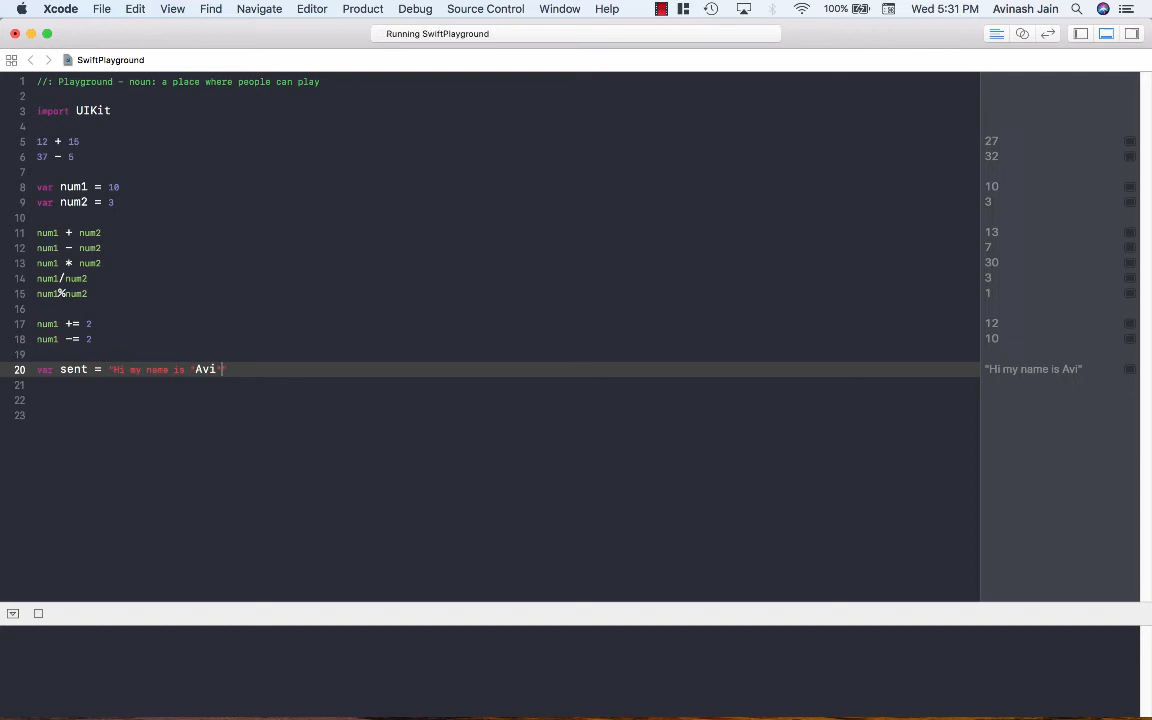 Xcode File Edit View Find Navigate Editor Product Debug Source Control Window Help 100% Wed 5:31 PM Avinash Jain
Running SwiftPlayground
SwiftPlayground
1 //: Playground - noun: a place where people can play
2
3 import UIKit
4
5 12 + 15 27
6 37 - 5 32
7
8 var num1 = 10 10
9 var num2 = 3 3
10
11 num1 + num2 13
12 num1 - num2 7
13 num1 * num2 30
14 num1/num2 3
15 num1%num2 1
16
17 num1 += 2 12
18 num1 -= 2 10
19
20 var sent = "Hi my name is "Avi"" "Hi my name is Avi"
21
22
23